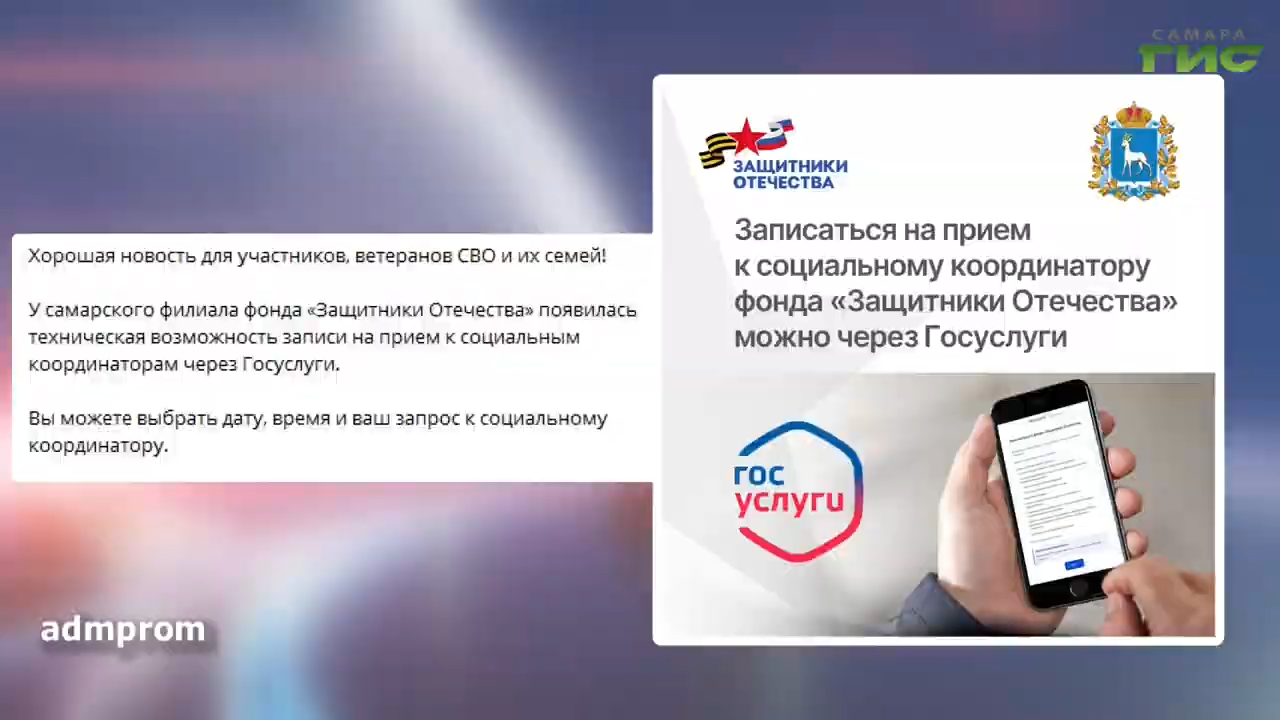 САМАРА
ГИС
Хорошая новость для участников, ветеранов СВО и их семей!
У самарского филиала фонда «Защитники Отечества» появилась
техническая возможность записи на прием к социальным
координаторам через Госуслуги.
Вы можете выбрать дату, время и ваш запрос к социальному
координатору.
ЗАЩИТНИКИ
ОТЕЧЕСТВА
Записаться на прием
к социальному координатору
фонда «Защитники Отечества»
можно через Госуслуги
гос
услуги
admprom